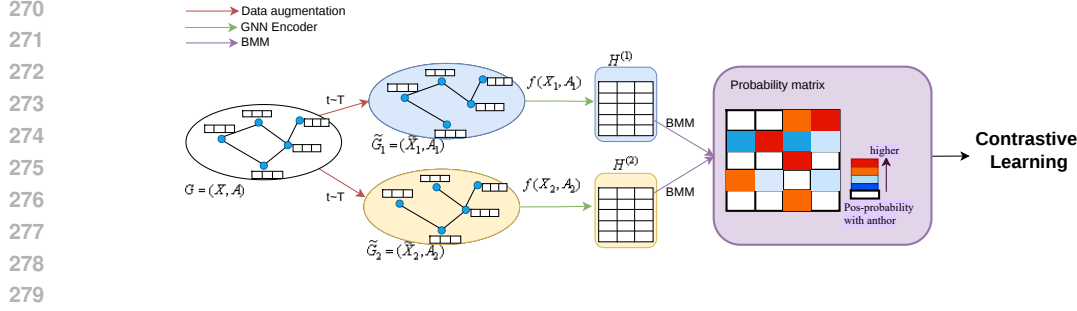 270
271
272
273
274
275
276
277
278
279
Data augmentation
GNN Encoder
BMM
G = (X, A)
t~T
t~T
G̃₁ = (X̃₁, A₁)
G̃₂ = (X̃₂, A₂)
f(X₁, A₁)
f(X₂, A₂)
H⁽¹⁾
H⁽²⁾
BMM
BMM
Probability matrix
higher
Pos-probability
with anthor
Contrastive
Learning